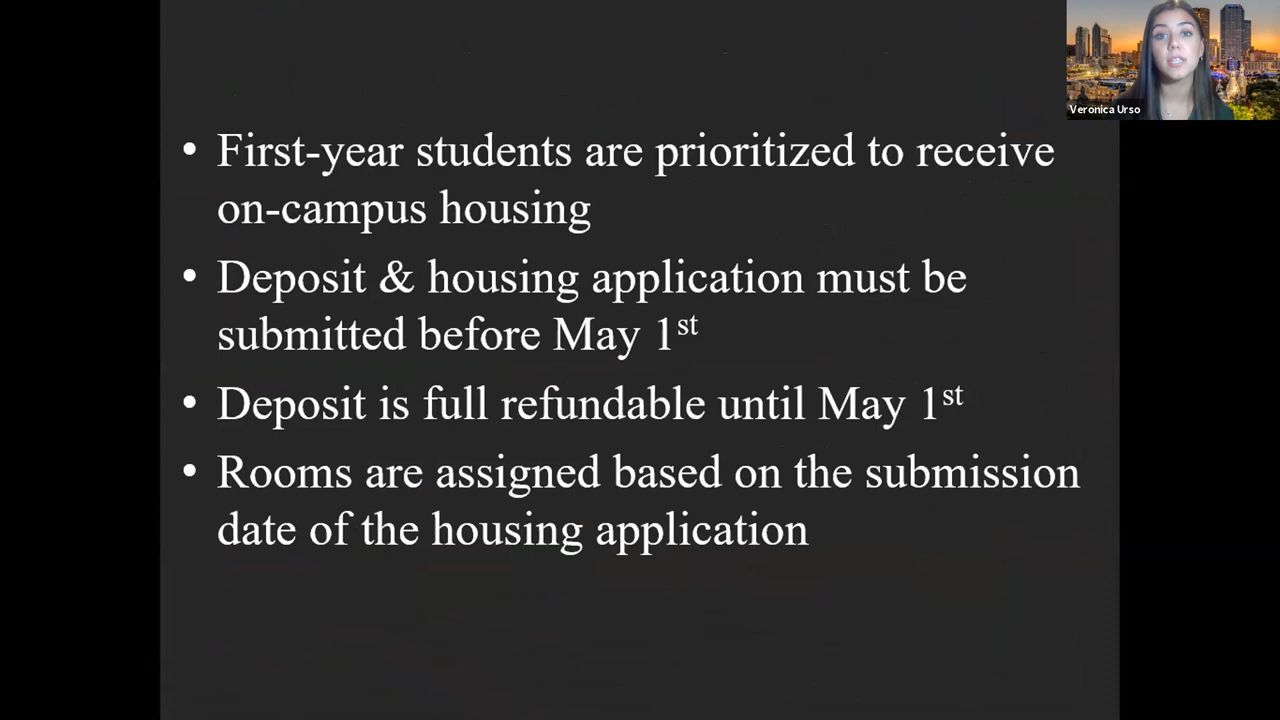 • First-year students are prioritized to receive
on-campus housing
• Deposit & housing application must be
submitted before May 1st
• Deposit is full refundable until May 1st
• Rooms are assigned based on the submission
date of the housing application
Veronica Urso